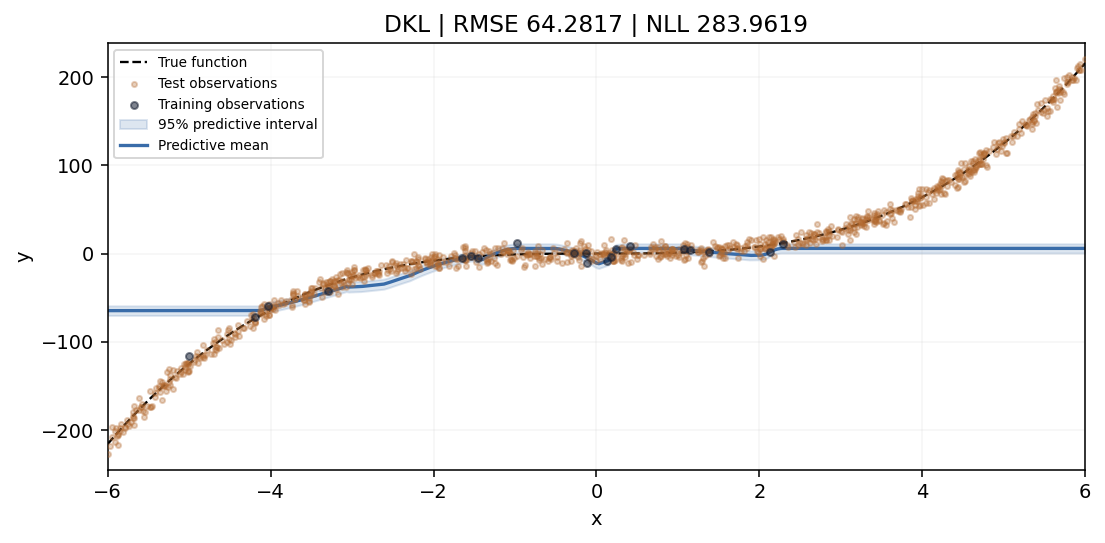 DKL | RMSE 64.2817 | NLL 283.9619
True function
Test observations
Training observations
95% predictive interval
Predictive mean
y
200
100
0
−100
−200
−6
−4
−2
0
2
4
6
x